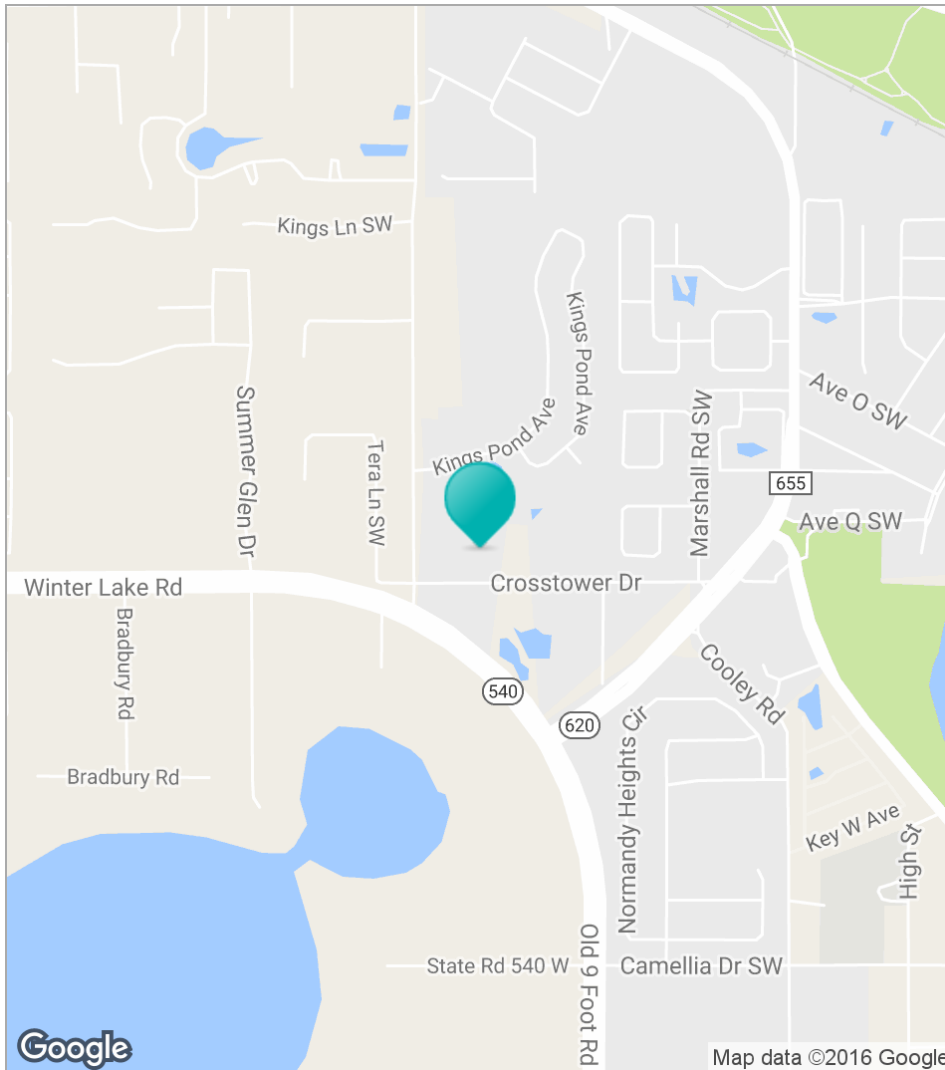 Kings Ln SW
Kings Pond Ave
Kings Pond Ave
Summer Glen Dr
Tera Ln SW
Marshall Rd SW
Ave O SW
655
Ave Q SW
Winter Lake Rd
Crosstower Dr
Bradbury Rd
Cooley Rd
540
620
Bradbury Rd
Normandy Heights Cir
Key W Ave
High St
Old 9 Foot Rd
State Rd 540 W
Camellia Dr SW
Google
Map data ©2016 Google